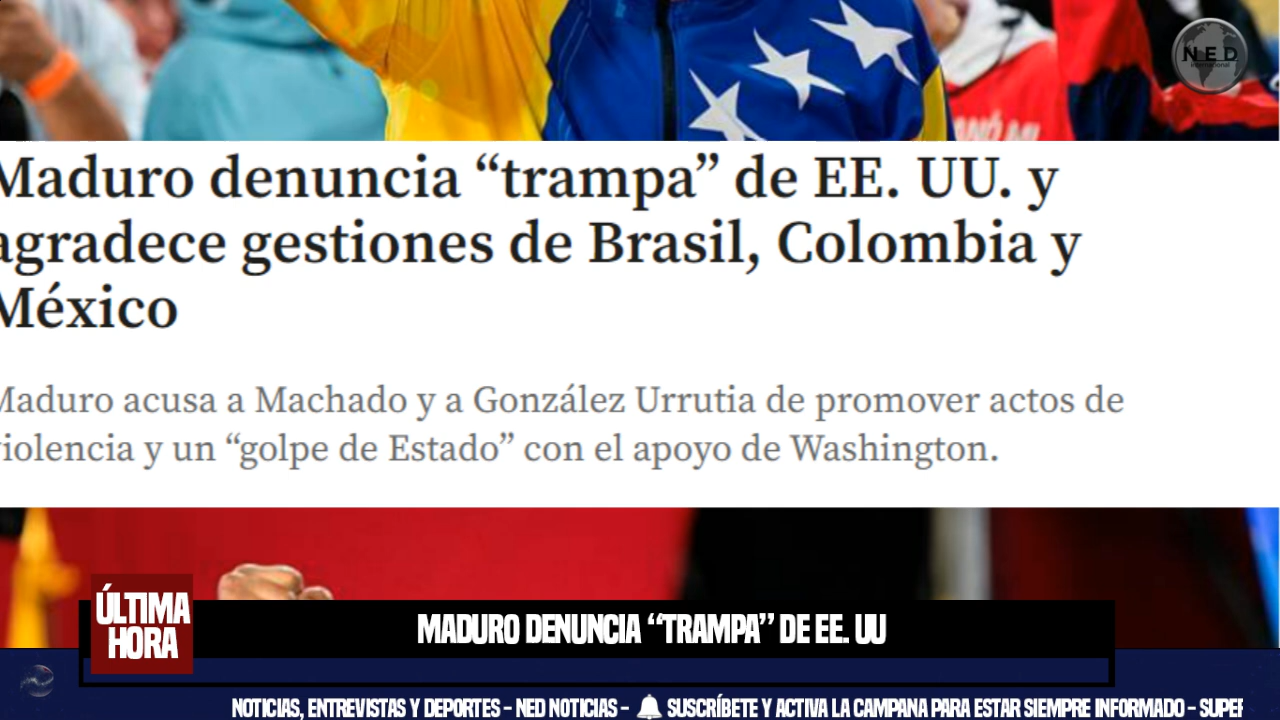 NED
International
Maduro denuncia “trampa” de EE. UU. y
agradece gestiones de Brasil, Colombia y
México
Maduro acusa a Machado y a González Urrutia de promover actos de
violencia y un “golpe de Estado” con el apoyo de Washington.
ÚLTIMA
HORA
MADURO DENUNCIA “TRAMPA” DE EE. UU
NOTICIAS, ENTREVISTAS Y DEPORTES - NED NOTICIAS - 🔔 SUSCRÍBETE Y ACTIVA LA CAMPANA PARA ESTAR SIEMPRE INFORMADO - SUPER